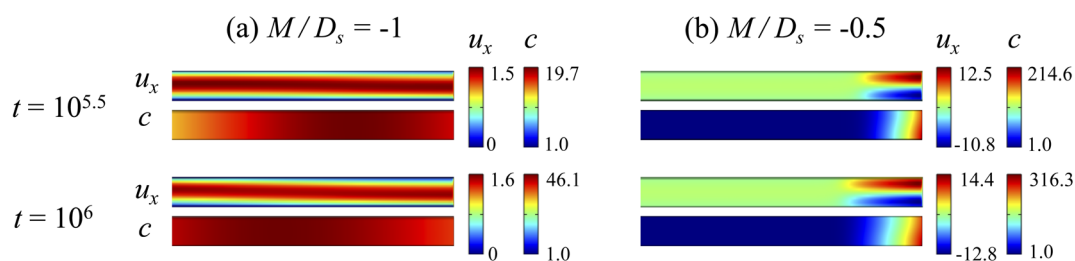 (a) M/Dₛ = -1
(b) M/Dₛ = -0.5
uₓ c
uₓ c
t = 10^5.5
uₓ
c
1.5 19.7
0 1.0
12.5 214.6
-10.8 1.0
t = 10^6
uₓ
c
1.6 46.1
0 1.0
14.4 316.3
-12.8 1.0